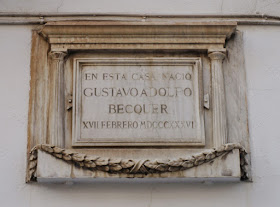 EN ESTA CASA NACIÓ
GUSTAVO ADOLFO
BECQUER
XVII FEBRERO MDCCCXXXVI